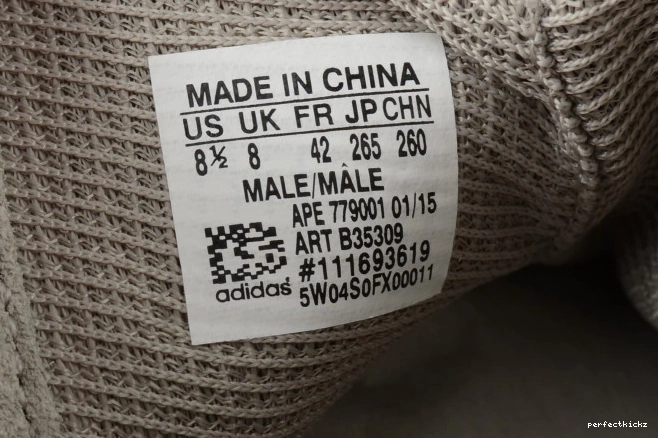 MADE IN CHINA
US UK FR JP CHN
8½ 8 42 265 260
MALE/MÂLE
APE 779001 01/15
ART B35309
#111693619
adidas 5W04S0FX00011
perfectkickz